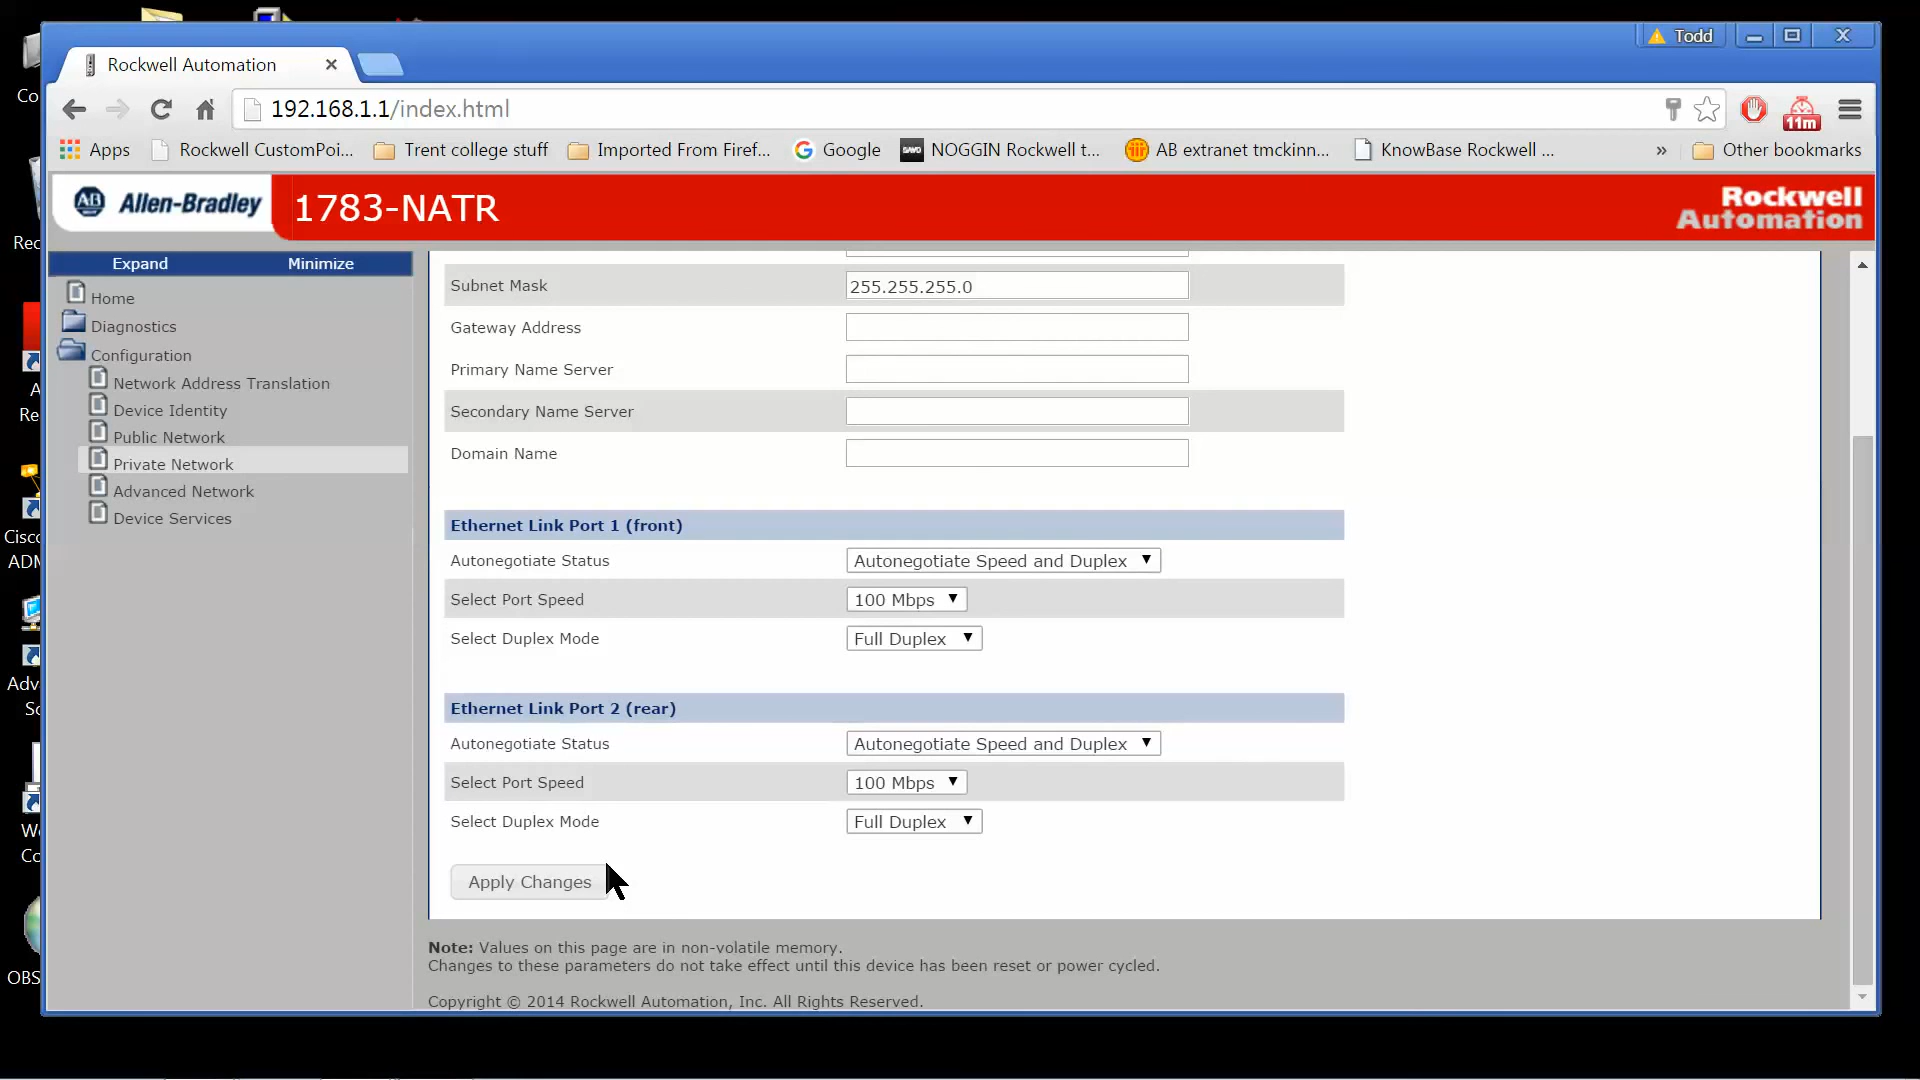 Todd
Rockwell Automation
192.168.1.1/index.html
11m
Apps Rockwell CustomPoi... Trent college stuff Imported From Firef... Google NOGGIN Rockwell t... AB extranet tmckinn... KnowBase Rockwell ... » Other bookmarks
AB Allen-Bradley 1783-NATR Rockwell Automation
Expand Minimize
Home
Diagnostics
Configuration
Network Address Translation
Device Identity
Public Network
Private Network
Advanced Network
Device Services
Subnet Mask 255.255.255.0
Gateway Address
Primary Name Server
Secondary Name Server
Domain Name
Ethernet Link Port 1 (front)
Autonegotiate Status Autonegotiate Speed and Duplex
Select Port Speed 100 Mbps
Select Duplex Mode Full Duplex
Ethernet Link Port 2 (rear)
Autonegotiate Status Autonegotiate Speed and Duplex
Select Port Speed 100 Mbps
Select Duplex Mode Full Duplex
Apply Changes
Note: Values on this page are in non-volatile memory.
Changes to these parameters do not take effect until this device has been reset or power cycled.
Copyright © 2014 Rockwell Automation, Inc. All Rights Reserved.
Co
Rec
A
Re
Cisco
ADM
Adv
Sc
We
Co
OBS